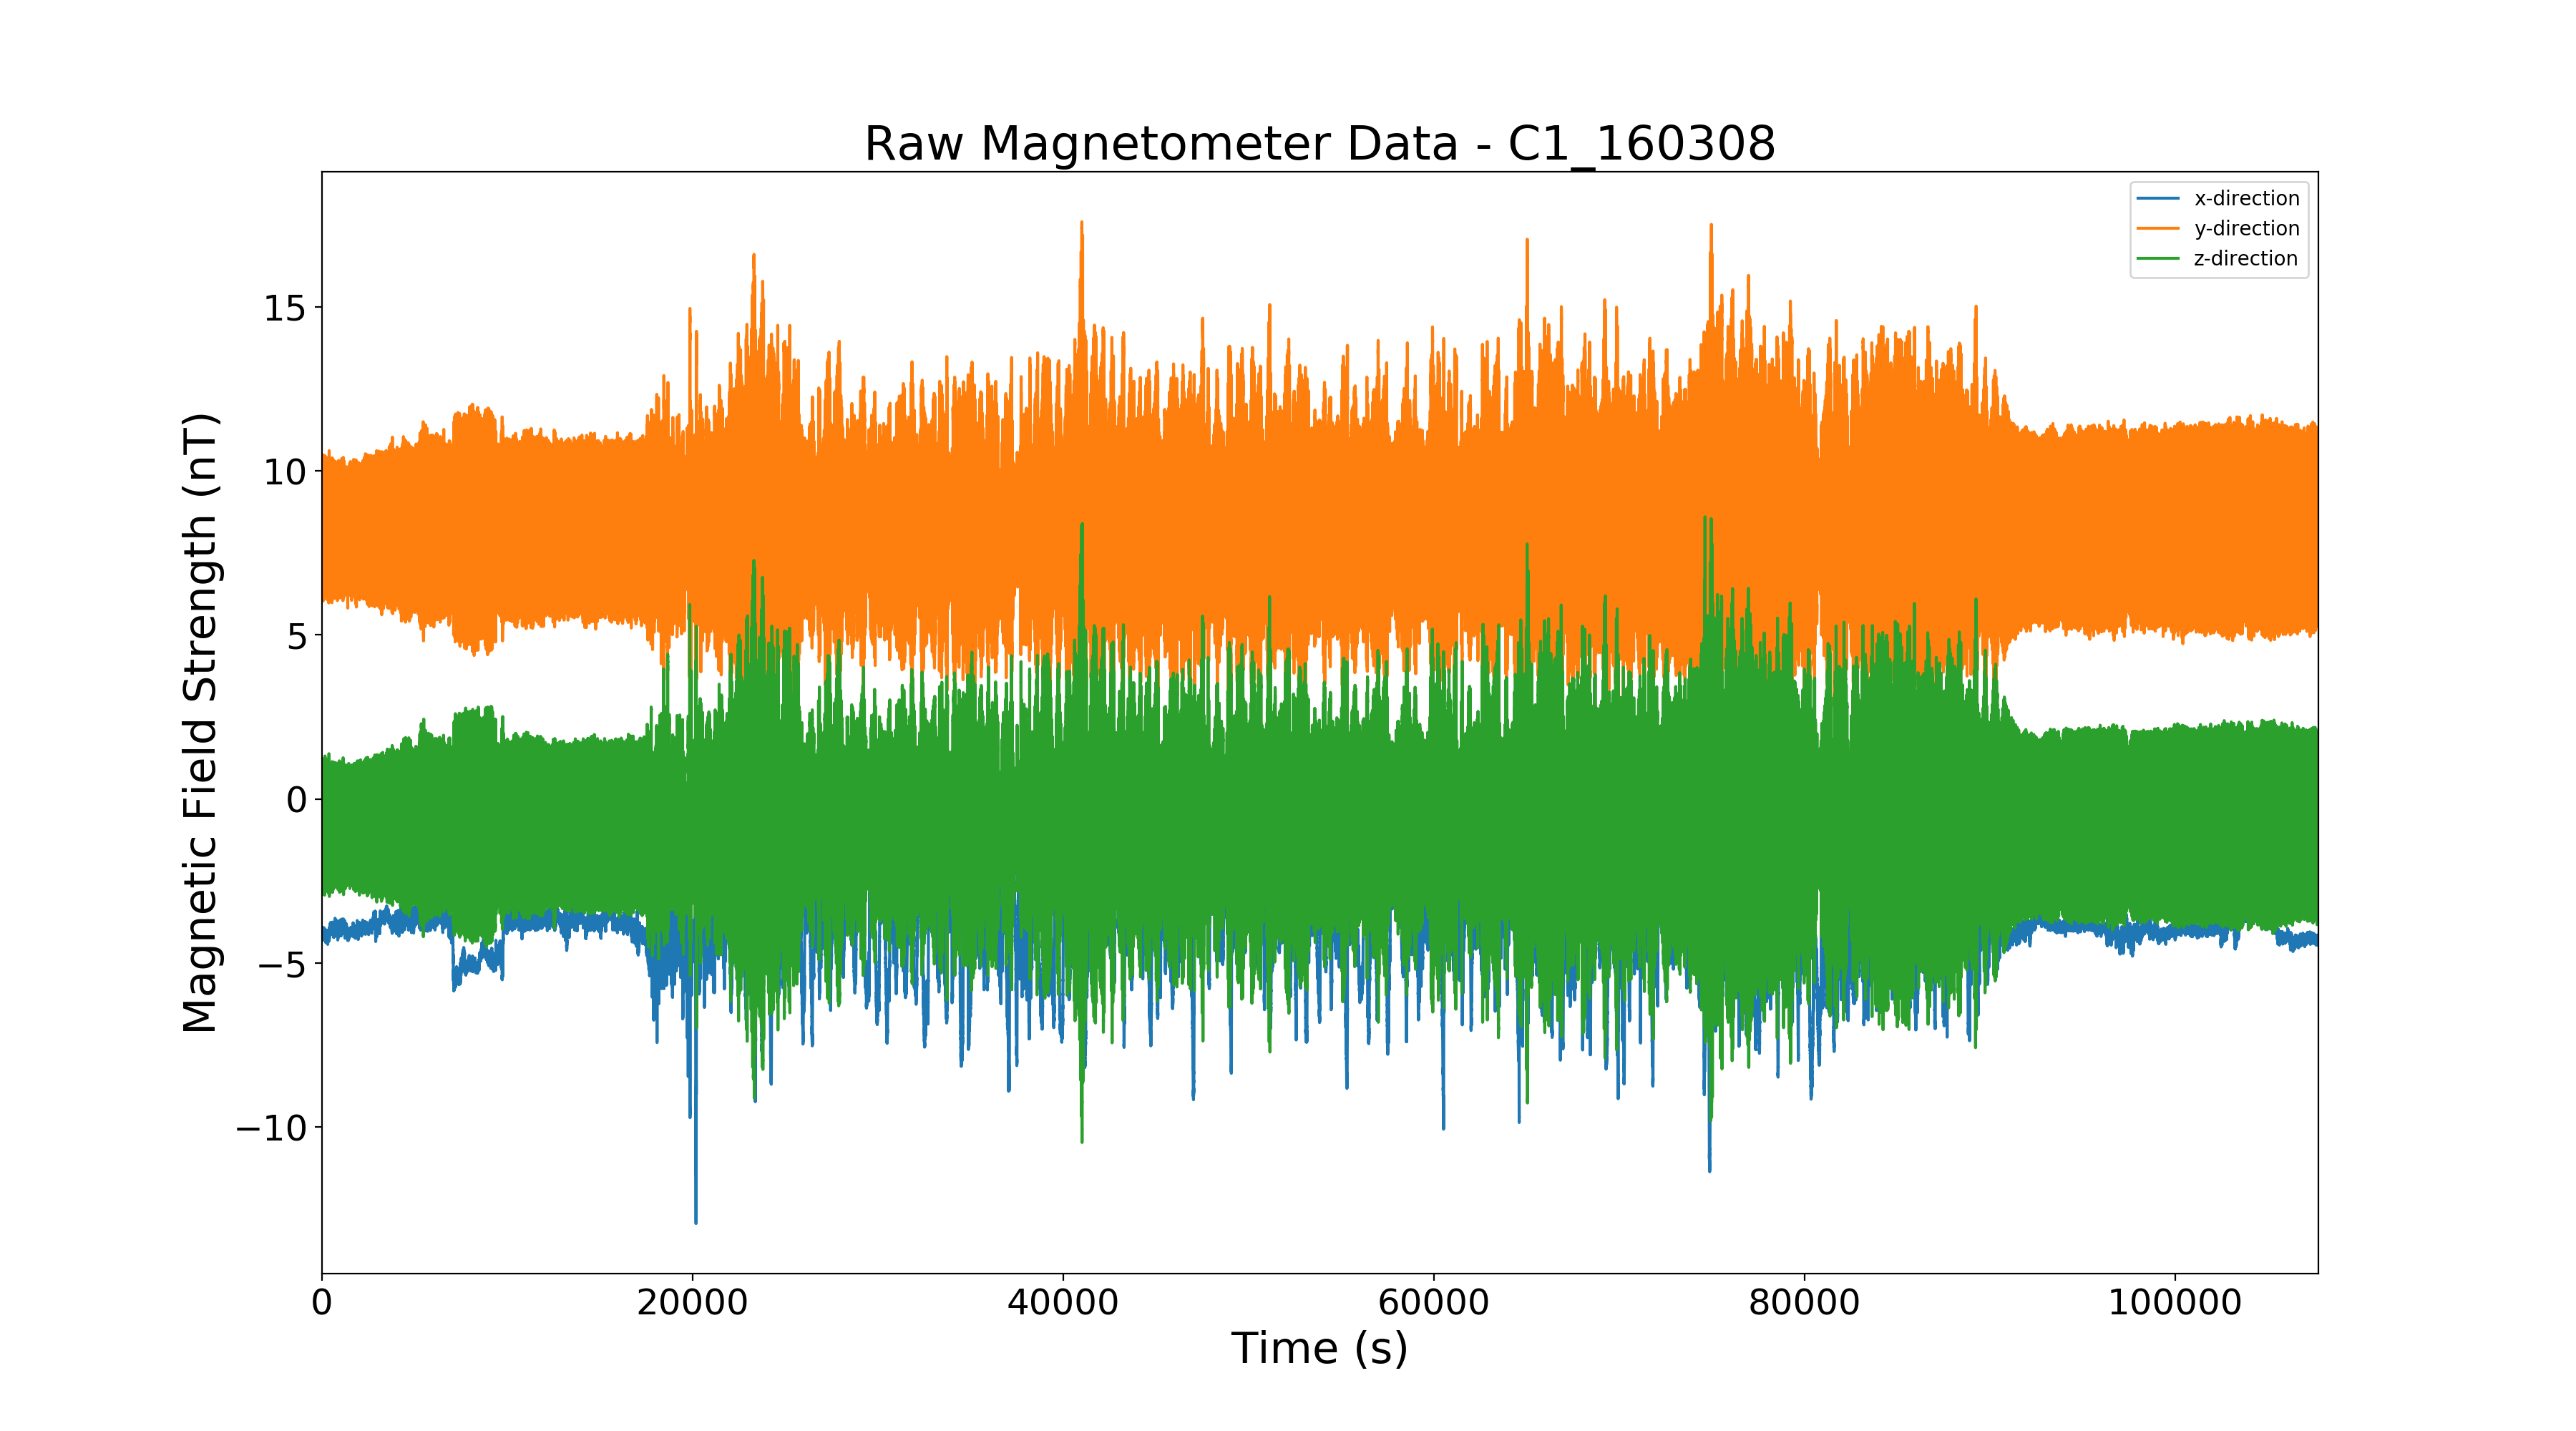 Raw Magnetometer Data - C1_160308
x-direction
y-direction
z-direction
Magnetic Field Strength (nT)
15
10
5
0
−5
−10
0 20000 40000 60000 80000 100000
Time (s)